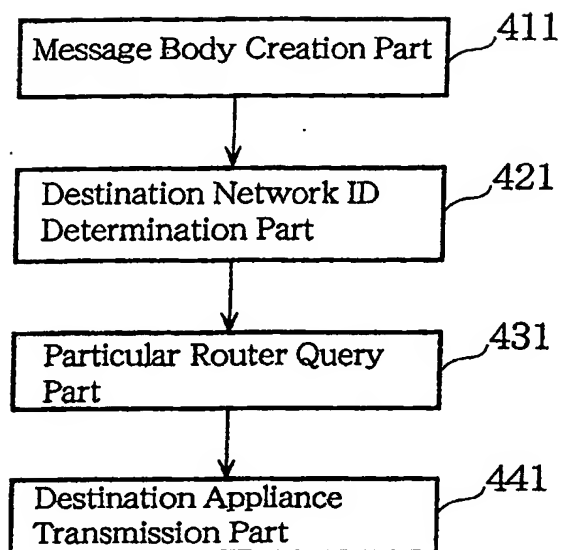 Message Body Creation Part
411
Destination Network ID
Determination Part
421
Particular Router Query
Part
431
Destination Appliance
Transmission Part
441